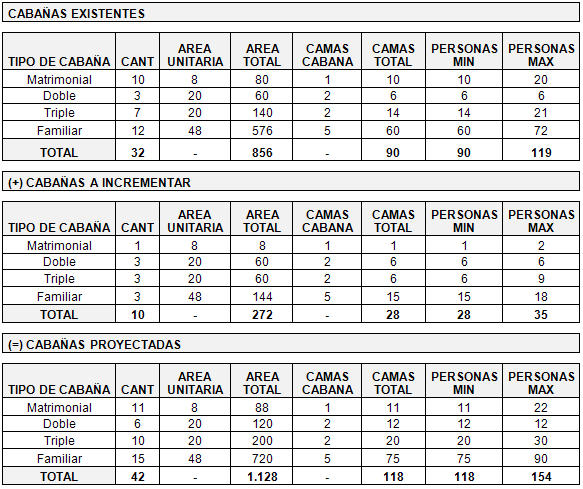 CABAÑAS EXISTENTES
TIPO DE CABAÑA CANT AREA UNITARIA AREA TOTAL CAMAS CABANA CAMAS TOTAL PERSONAS MIN PERSONAS MAX
Matrimonial 10 8 80 1 10 10 20
Doble 3 20 60 2 6 6 6
Triple 7 20 140 2 14 14 21
Familiar 12 48 576 5 60 60 72
TOTAL 32 - 856 - 90 90 119
(+) CABAÑAS A INCREMENTAR
TIPO DE CABAÑA CANT AREA UNITARIA AREA TOTAL CAMAS CABANA CAMAS TOTAL PERSONAS MIN PERSONAS MAX
Matrimonial 1 8 8 1 1 1 2
Doble 3 20 60 2 6 6 6
Triple 3 20 60 2 6 6 9
Familiar 3 48 144 5 15 15 18
TOTAL 10 - 272 - 28 28 35
(=) CABAÑAS PROYECTADAS
TIPO DE CABAÑA CANT AREA UNITARIA AREA TOTAL CAMAS CABANA CAMAS TOTAL PERSONAS MIN PERSONAS MAX
Matrimonial 11 8 88 1 11 11 22
Doble 6 20 120 2 12 12 12
Triple 10 20 200 2 20 20 30
Familiar 15 48 720 5 75 75 90
TOTAL 42 - 1.128 - 118 118 154